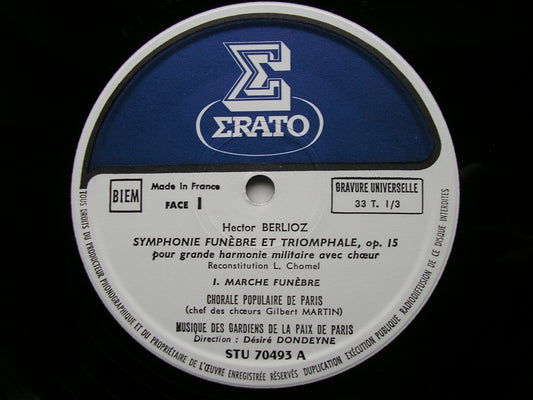 Σ
ΣRATO
BIEM
Made in France
FACE 1
GRAVURE UNIVERSELLE
33 T. 1/3
Hector BERLIOZ
SYMPHONIE FUNÈBRE ET TRIOMPHALE, op. 15
pour grande harmonie militaire avec chœur
Reconstitution L. Chomel
1. MARCHE FUNÈBRE
CHORALE POPULAIRE DE PARIS
(chef des chœurs Gilbert MARTIN)
MUSIQUE DES GARDIENS DE LA PAIX DE PARIS
Direction : Désiré DONDEYNE
STU 70493 A
TOUS DROITS DU PRODUCTEUR PHONOGRAPHIQUE ET DU PROPRIÉTAIRE DE L'ŒUVRE ENREGISTRÉE RÉSERVÉS. DUPLICATION, EXÉCUTION PUBLIQUE, RADIODIFFUSION DE CE DISQUE INTERDITES